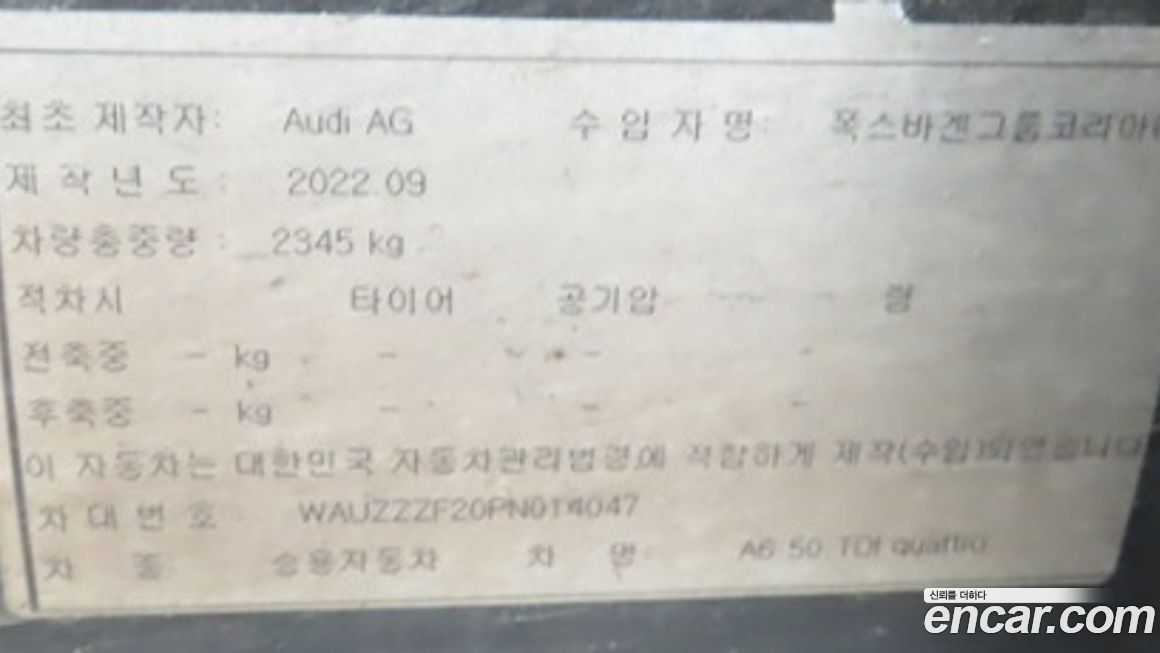 최초 제작자: Audi AG 수 입 자 명: 폭스바겐그룹코리아(
제 작 년 도 : 2022.09
차량총중량 : 2345 kg
적차시 타이어 공기압 림
전축중 - kg - - -
후축중 - kg - - -
이 자동차는 대한민국 자동차관리법령에 적합하게 제작(수입)되었습니다
차 대 번 호 : WAUZZZF20PN014047
차 종 승용자동차 차 명: A6 50 TDI quattro
신뢰를 더하다
encar.com